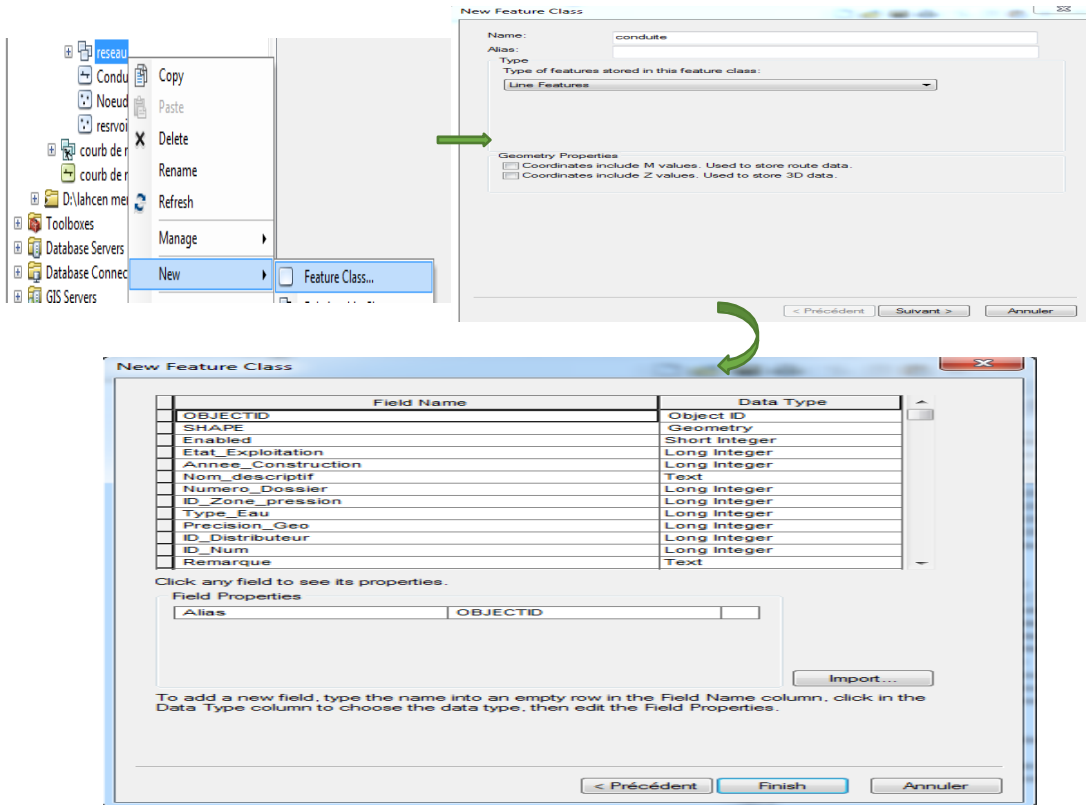 reseau
Condu
Noeud
resrvoi
courb de r
courb de r
D:\lahcen mer
Toolboxes
Database Servers
Database Connec
GIS Servers
Copy
Paste
Delete
Rename
Refresh
Manage
New
Feature Class...
New Feature Class
Name: conduite
Alias:
Type
Type of features stored in this feature class:
Line Features
Geometry Properties
Coordinates include M values. Used to store route data.
Coordinates include Z values. Used to store 3D data.
< Précédent Suivant > Annuler
New Feature Class
Field Name Data Type
OBJECTID Object ID
SHAPE Geometry
Enabled Short Integer
Etat_Exploitation Long Integer
Annee_Construction Long Integer
Nom_descriptif Text
Numero_Dossier Long Integer
ID_Zone_pression Long Integer
Type_Eau Long Integer
Precision_Geo Long Integer
ID_Distributeur Long Integer
ID_Num Long Integer
Remarque Text
Click any field to see its properties.
Field Properties
Alias OBJECTID
Import...
To add a new field, type the name into an empty row in the Field Name column, click in the
Data Type column to choose the data type, then edit the Field Properties.
< Précédent Finish Annuler